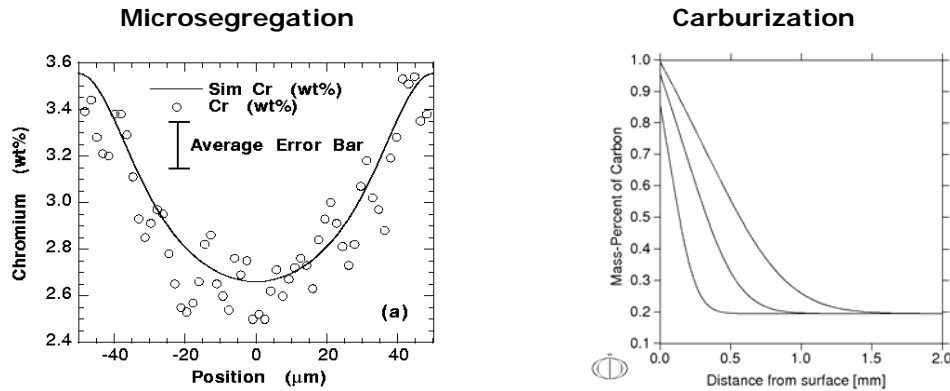 Microsegregation
3.6
3.4
3.2
3.0
2.8
2.6
2.4
Chromium (wt%)
Sim Cr (wt%)
Cr (wt%)
Average Error Bar
(a)
-40 -20 0 20 40
Position (μm)
Carburization
1.0
0.9
0.8
0.7
0.6
0.5
0.4
0.3
0.2
0.1
Mass-Percent of Carbon
0.0 0.5 1.0 1.5 2.0
Distance from surface [mm]